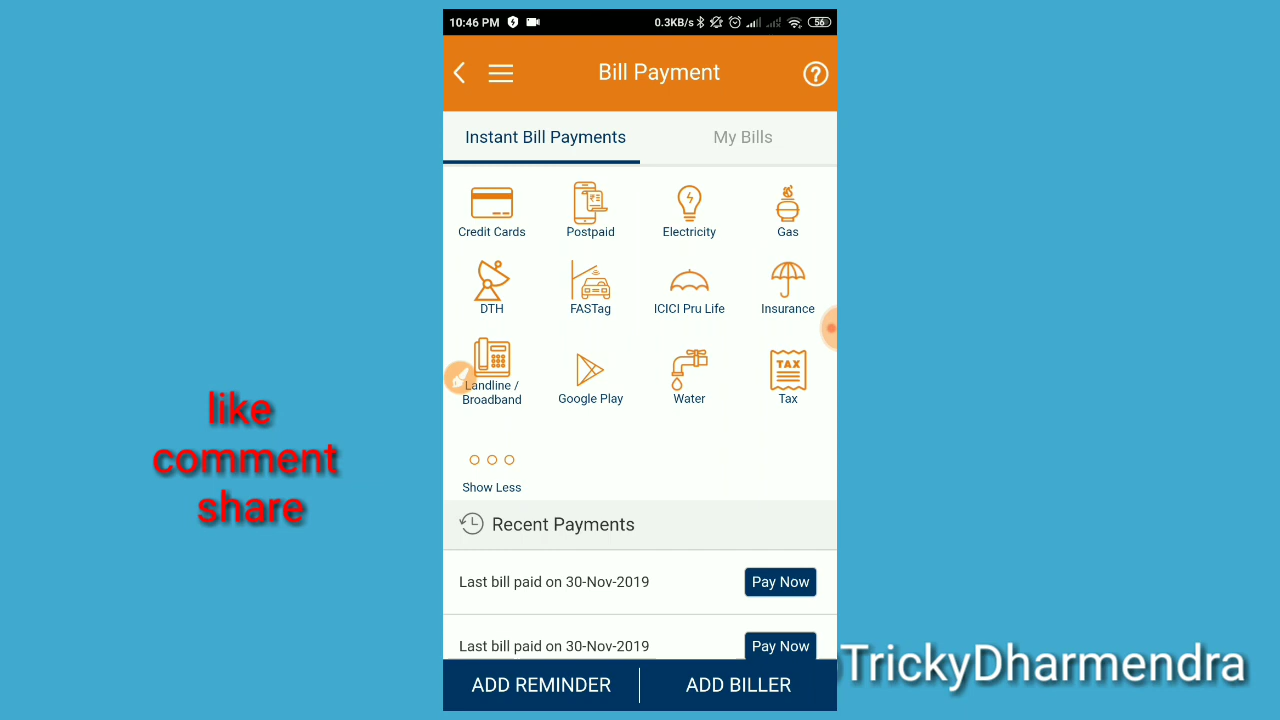 10:46 PM
0.3KB/s
56
Bill Payment
?
Instant Bill Payments
My Bills
Credit Cards
Postpaid
Electricity
Gas
DTH
FASTag
ICICI Pru Life
Insurance
Landline /
Broadband
Google Play
Water
TAX
Tax
Show Less
Recent Payments
Last bill paid on 30-Nov-2019
Pay Now
Last bill paid on 30-Nov-2019
Pay Now
ADD REMINDER
ADD BILLER
like
comment
share
TrickyDharmendra